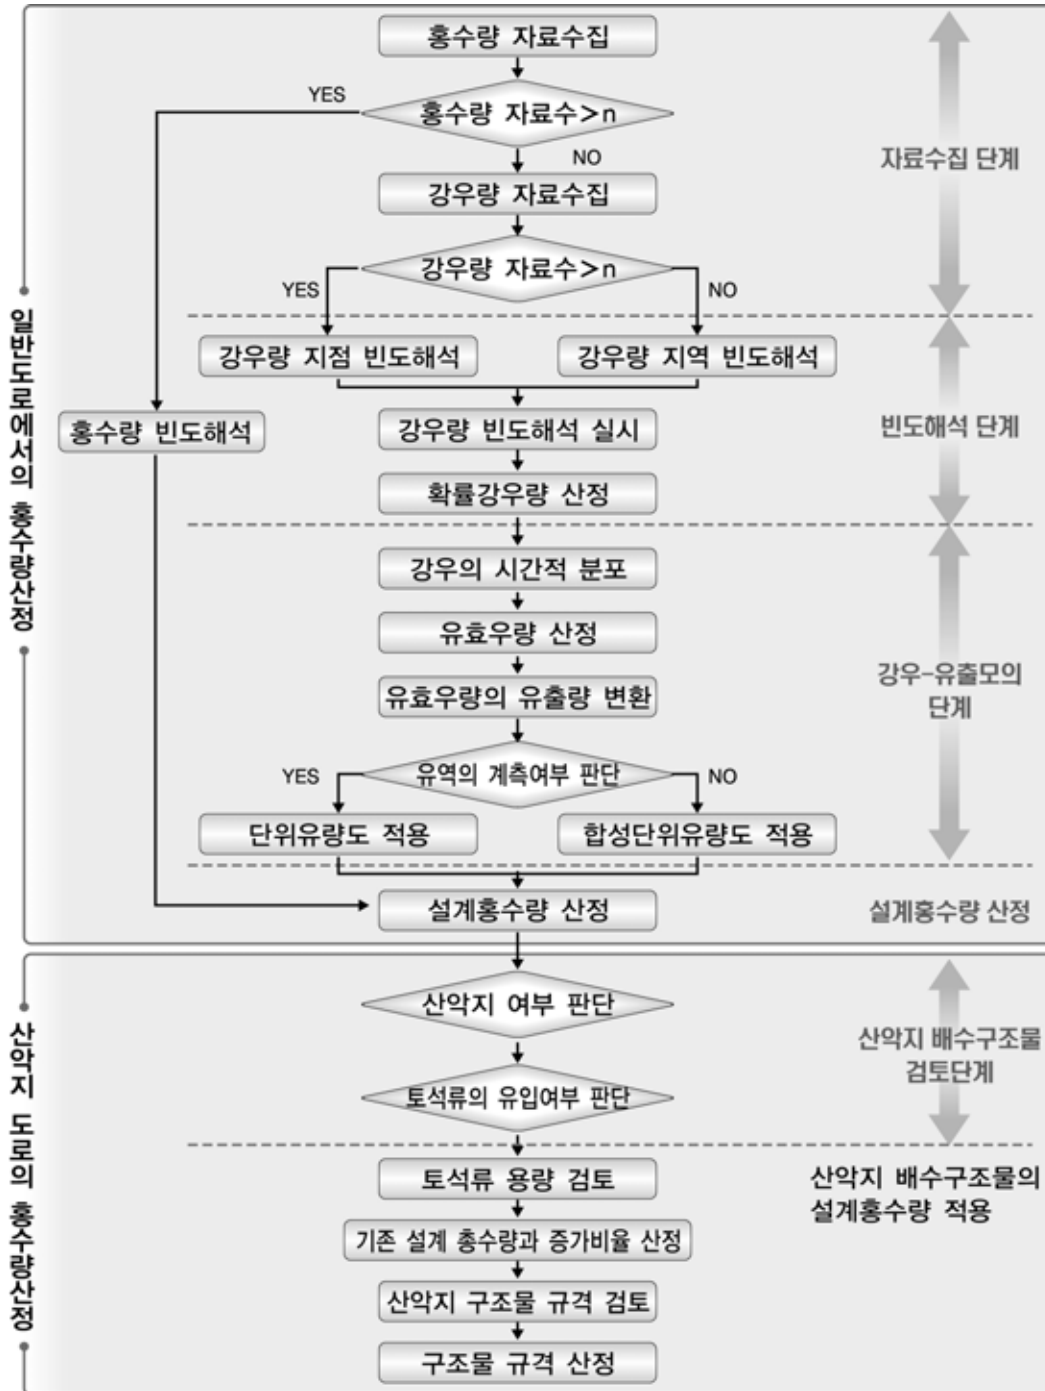 홍수량 자료수집
YES
홍수량 자료수>n
NO
강우량 자료수집
자료수집 단계
강우량 자료수>n
YES
NO
강우량 지점 빈도해석
강우량 지역 빈도해석
홍수량 빈도해석
강우량 빈도해석 실시
빈도해석 단계
확률강우량 산정
일반도로에서의 홍수량산정
강우의 시간적 분포
유효우량 산정
유효우량의 유출량 변환
강우-유출모의
단계
유역의 계측여부 판단
YES
NO
단위유량도 적용
합성단위유량도 적용
설계홍수량 산정
설계홍수량 산정
산악지 여부 판단
산악지 배수구조물
검토단계
토석류의 유입여부 판단
산악지 도로의 홍수량산정
토석류 용량 검토
산악지 배수구조물의
설계홍수량 적용
기존 설계 총수량과 증가비율 산정
산악지 구조물 규격 검토
구조물 규격 산정